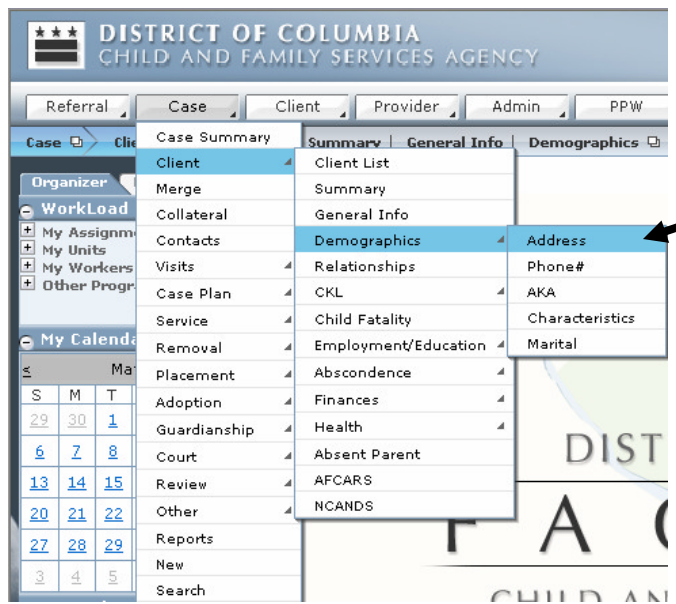 DISTRICT OF COLUMBIA
CHILD AND FAMILY SERVICES AGENCY
Referral Case Client Provider Admin PPW
Case Summary | General Info | Demographics
Organizer
WorkLoad
My
My Units
My Workers
Other
My
S M T
29 30 1
6 7 8
13 14 15
20 21 22
27 28 29
3 4 5
Case Summary
Client
Merge
Collateral
Contacts
Visits
Case Plan
Service
Removal
Placement
Adoption
Guardianship
Court
Review
Other
Reports
New
Search
Client List
Summary
General Info
Demographics
Relationships
CKL
Child Fatality
Employment/Education
Abscondence
Finances
Health
Absent Parent
AFCARS
NCANDS
Address
Phone#
AKA
Characteristics
Marital
DIST
F A
CHILD AN